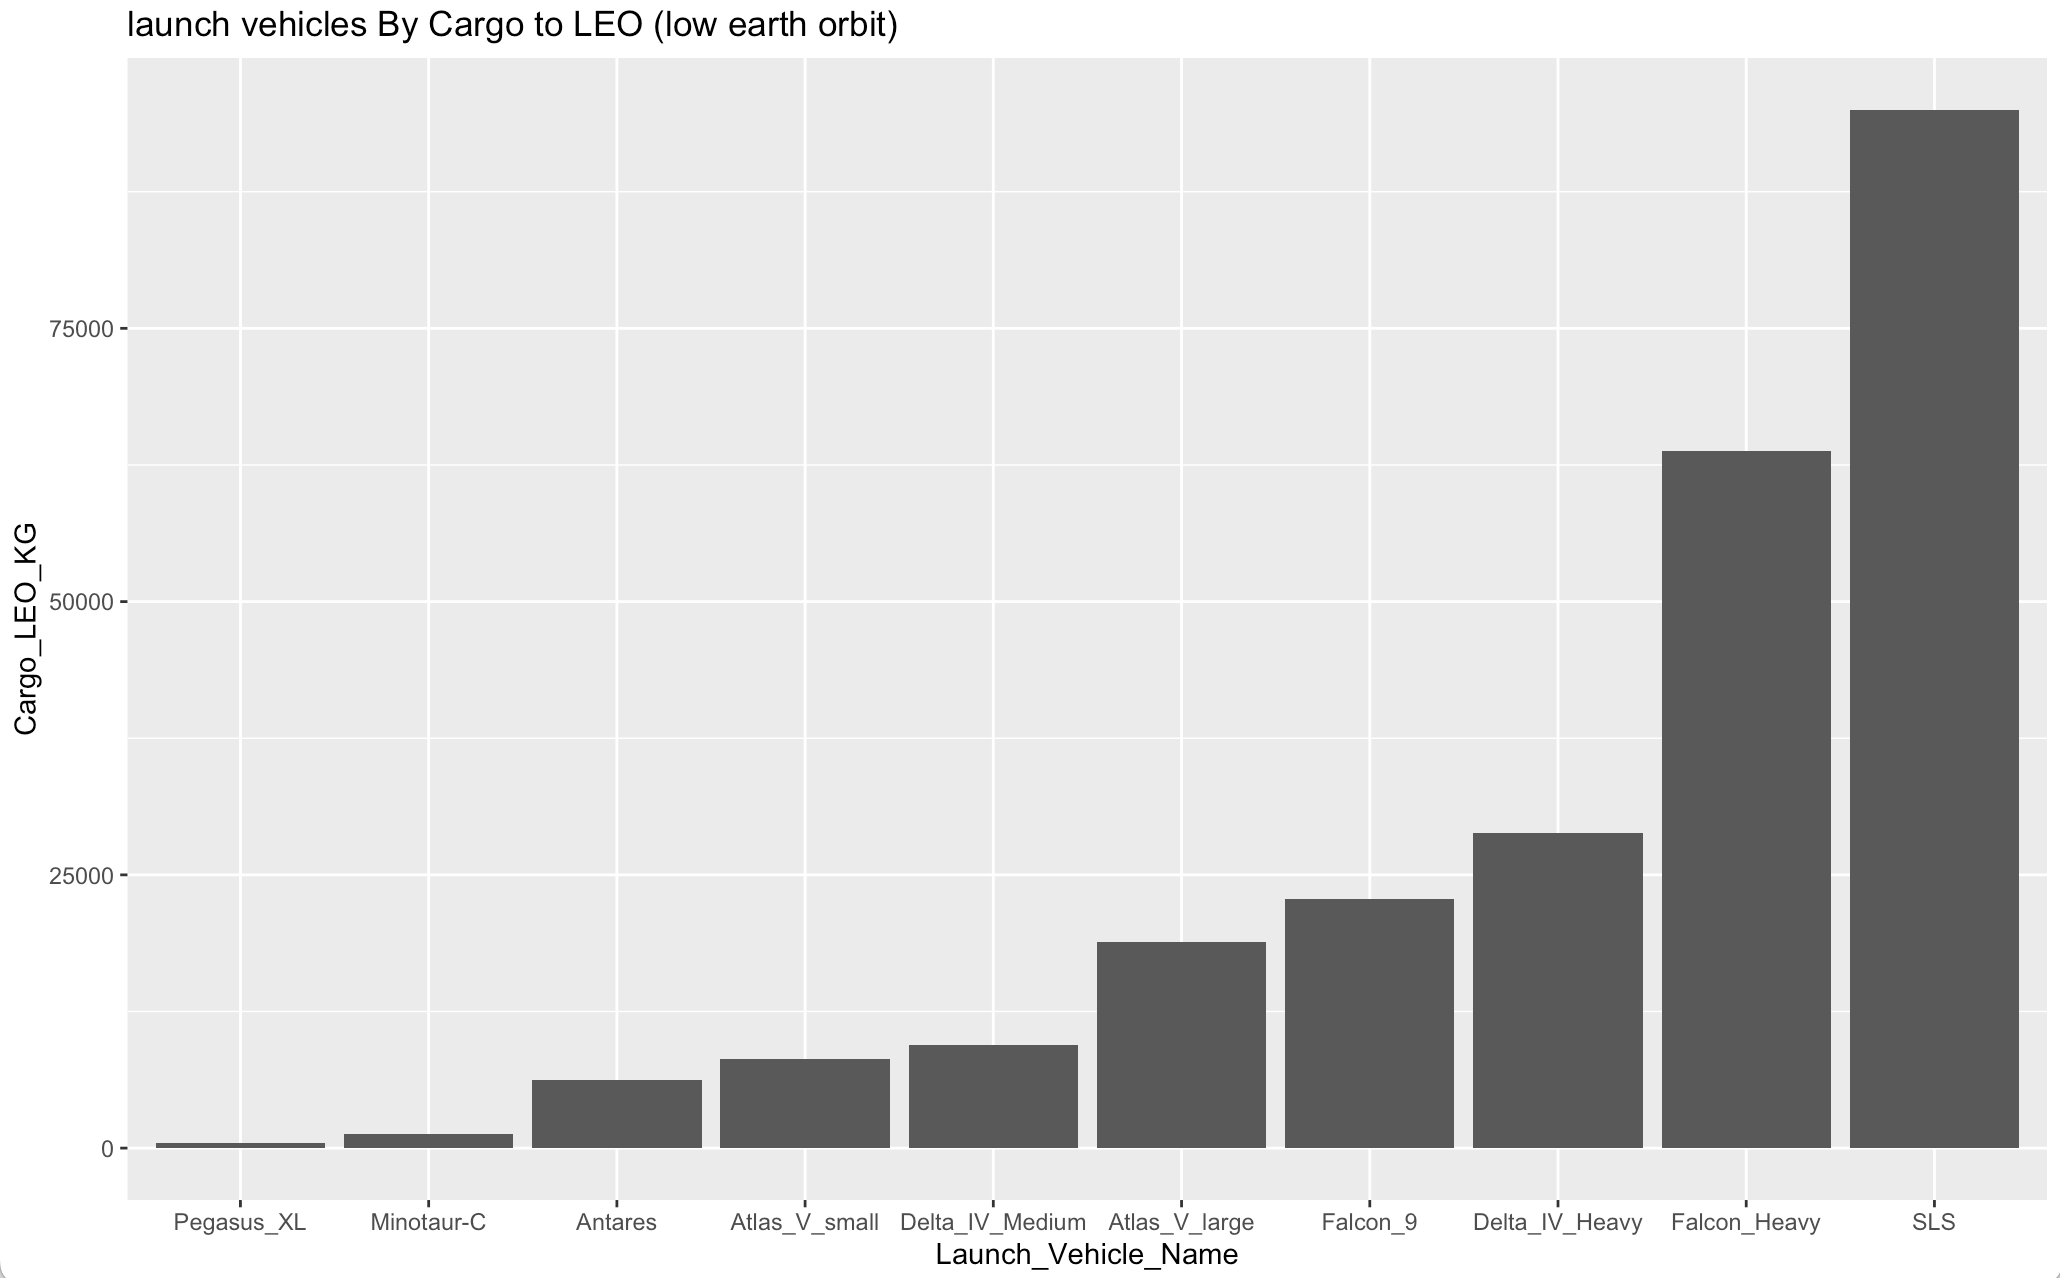 launch vehicles By Cargo to LEO (low earth orbit)
Cargo_LEO_KG
75000
50000
25000
0
Pegasus_XL Minotaur-C Antares Atlas_V_small Delta_IV_Medium Atlas_V_large Falcon_9 Delta_IV_Heavy Falcon_Heavy SLS
Launch_Vehicle_Name